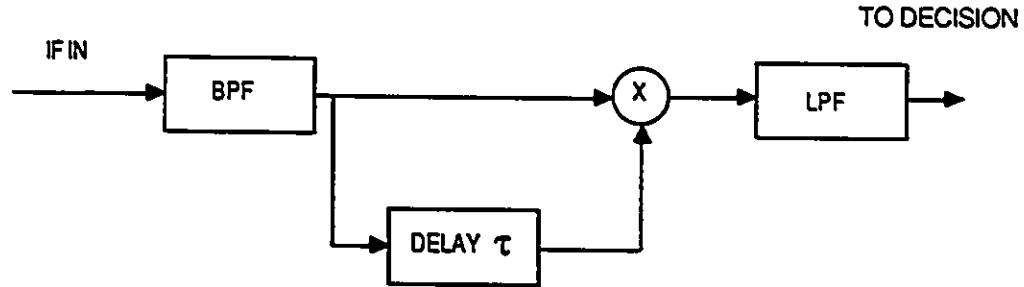 TO DECISION
IF IN
BPF
X
LPF
DELAY τ